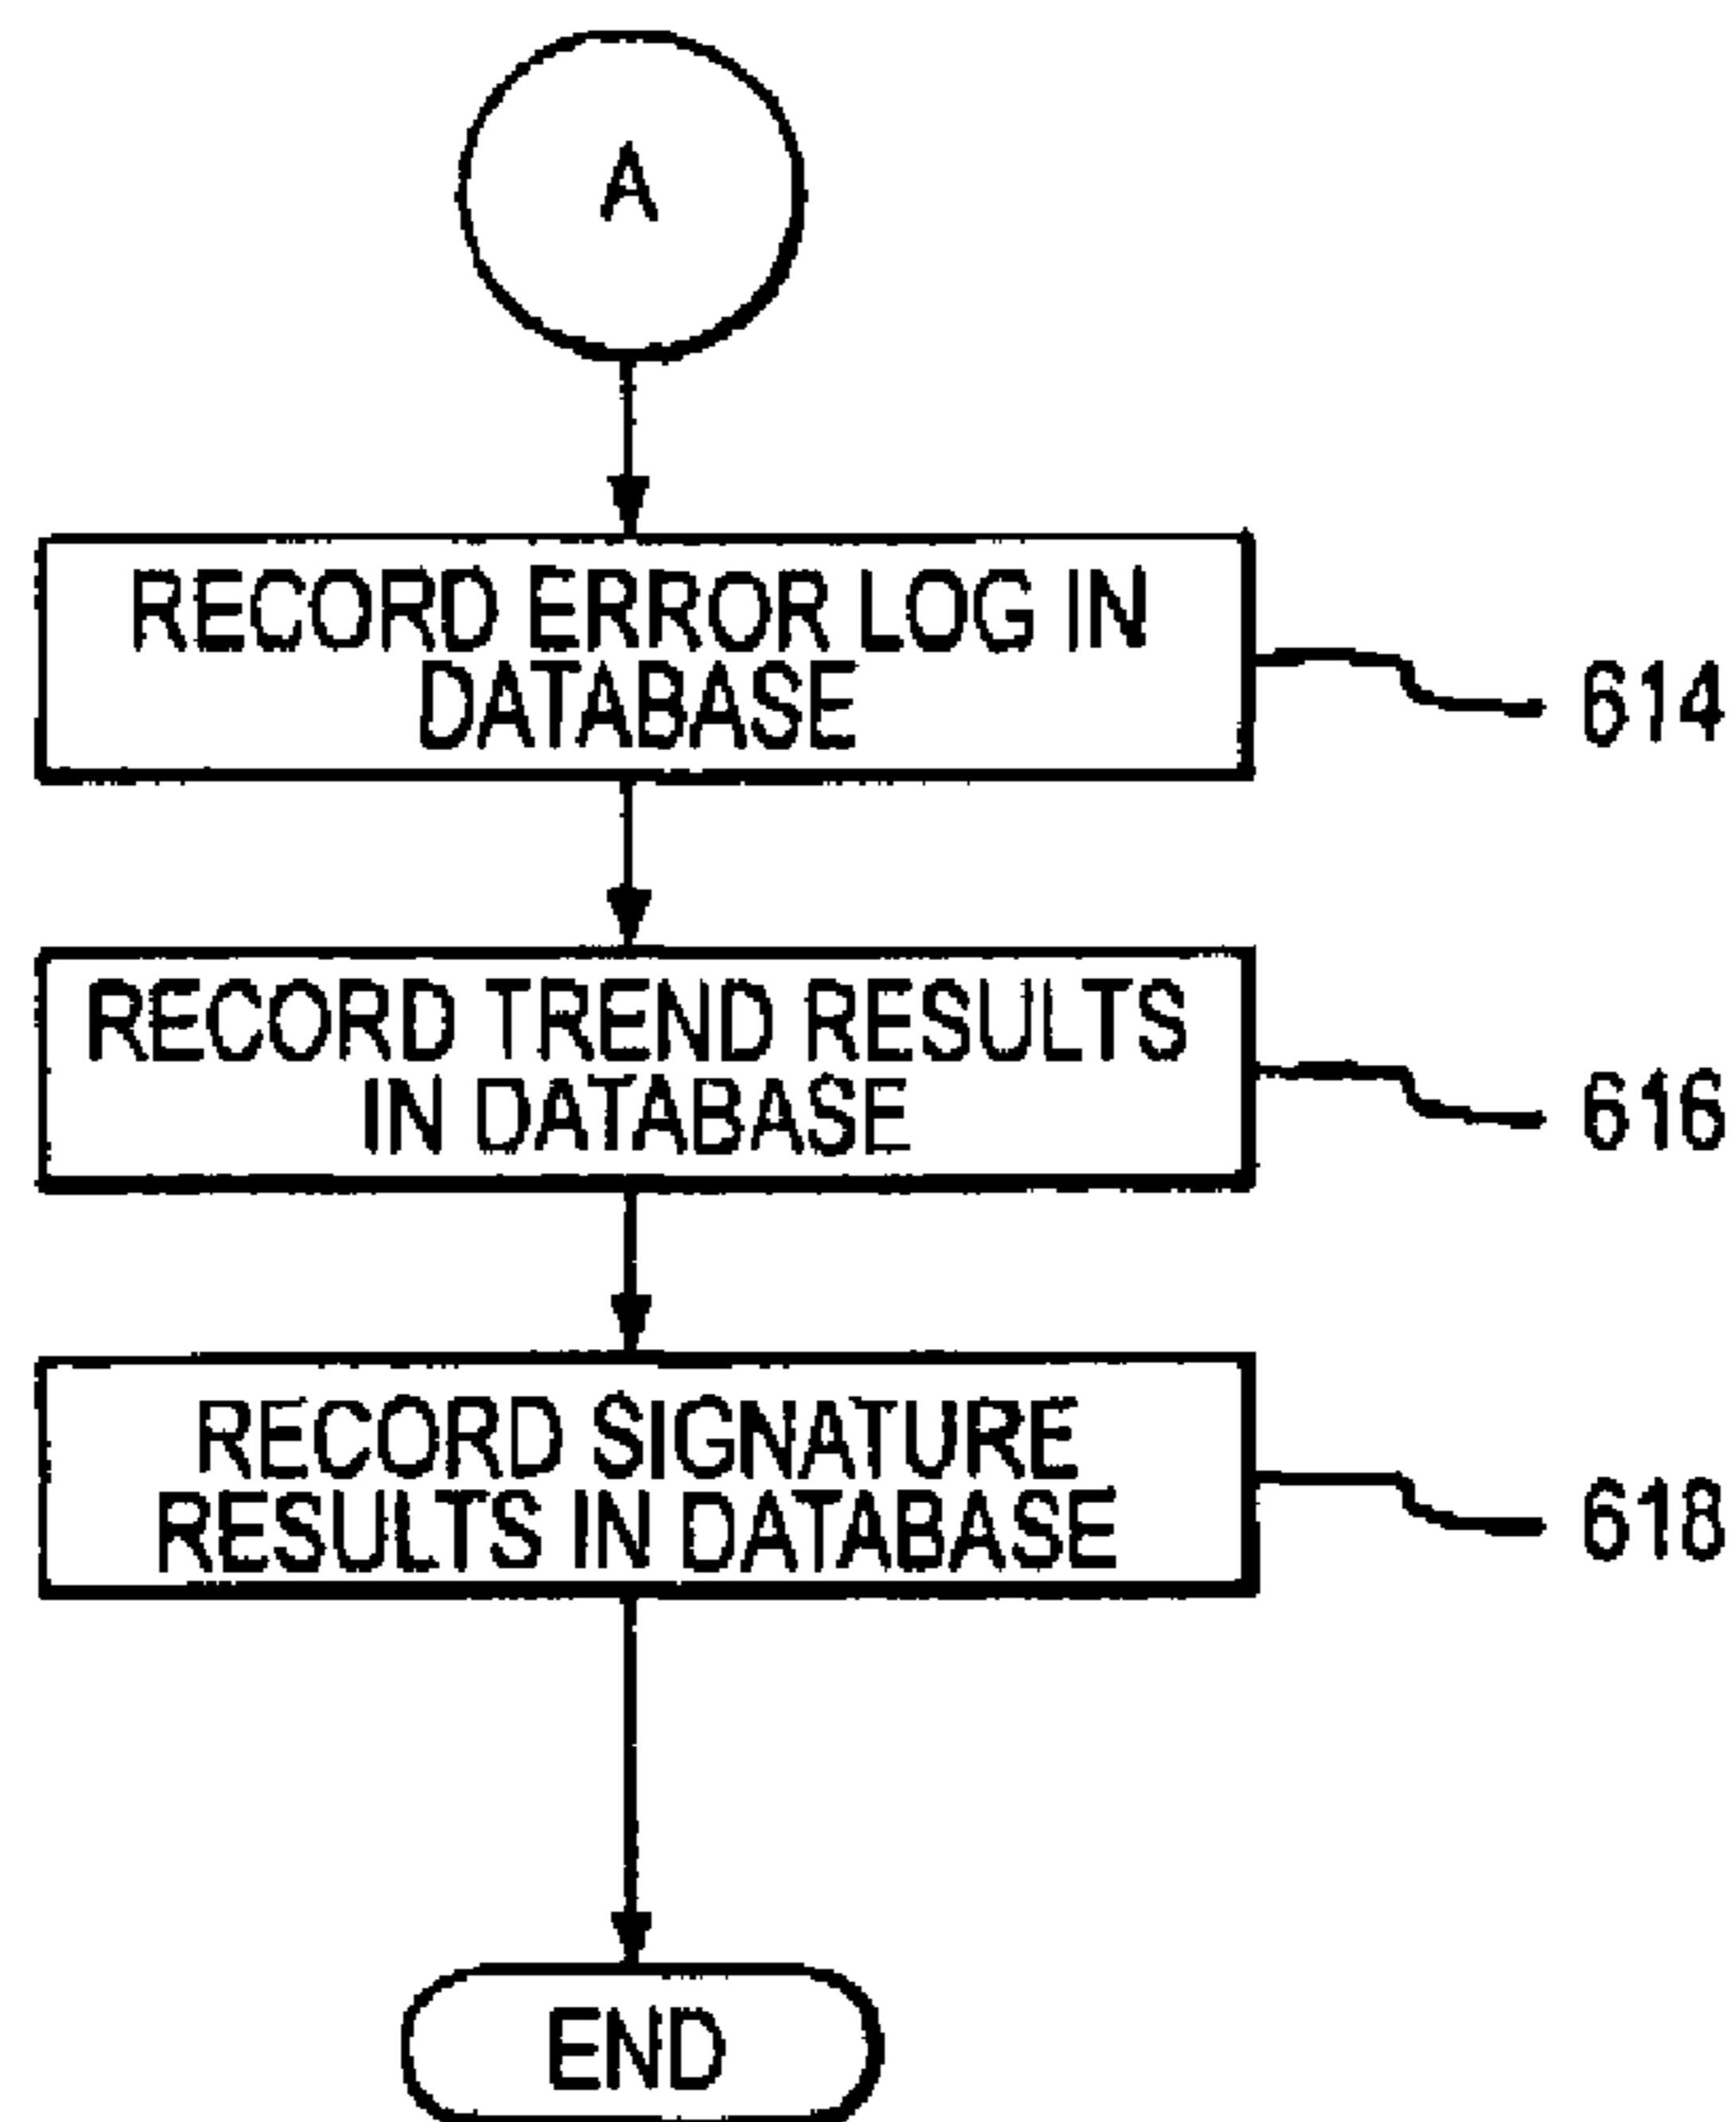 A
RECORD ERROR LOG IN
DATABASE
614
RECORD TREND RESULTS
IN DATABASE
616
RECORD SIGNATURE
RESULTS IN DATABASE
618
END